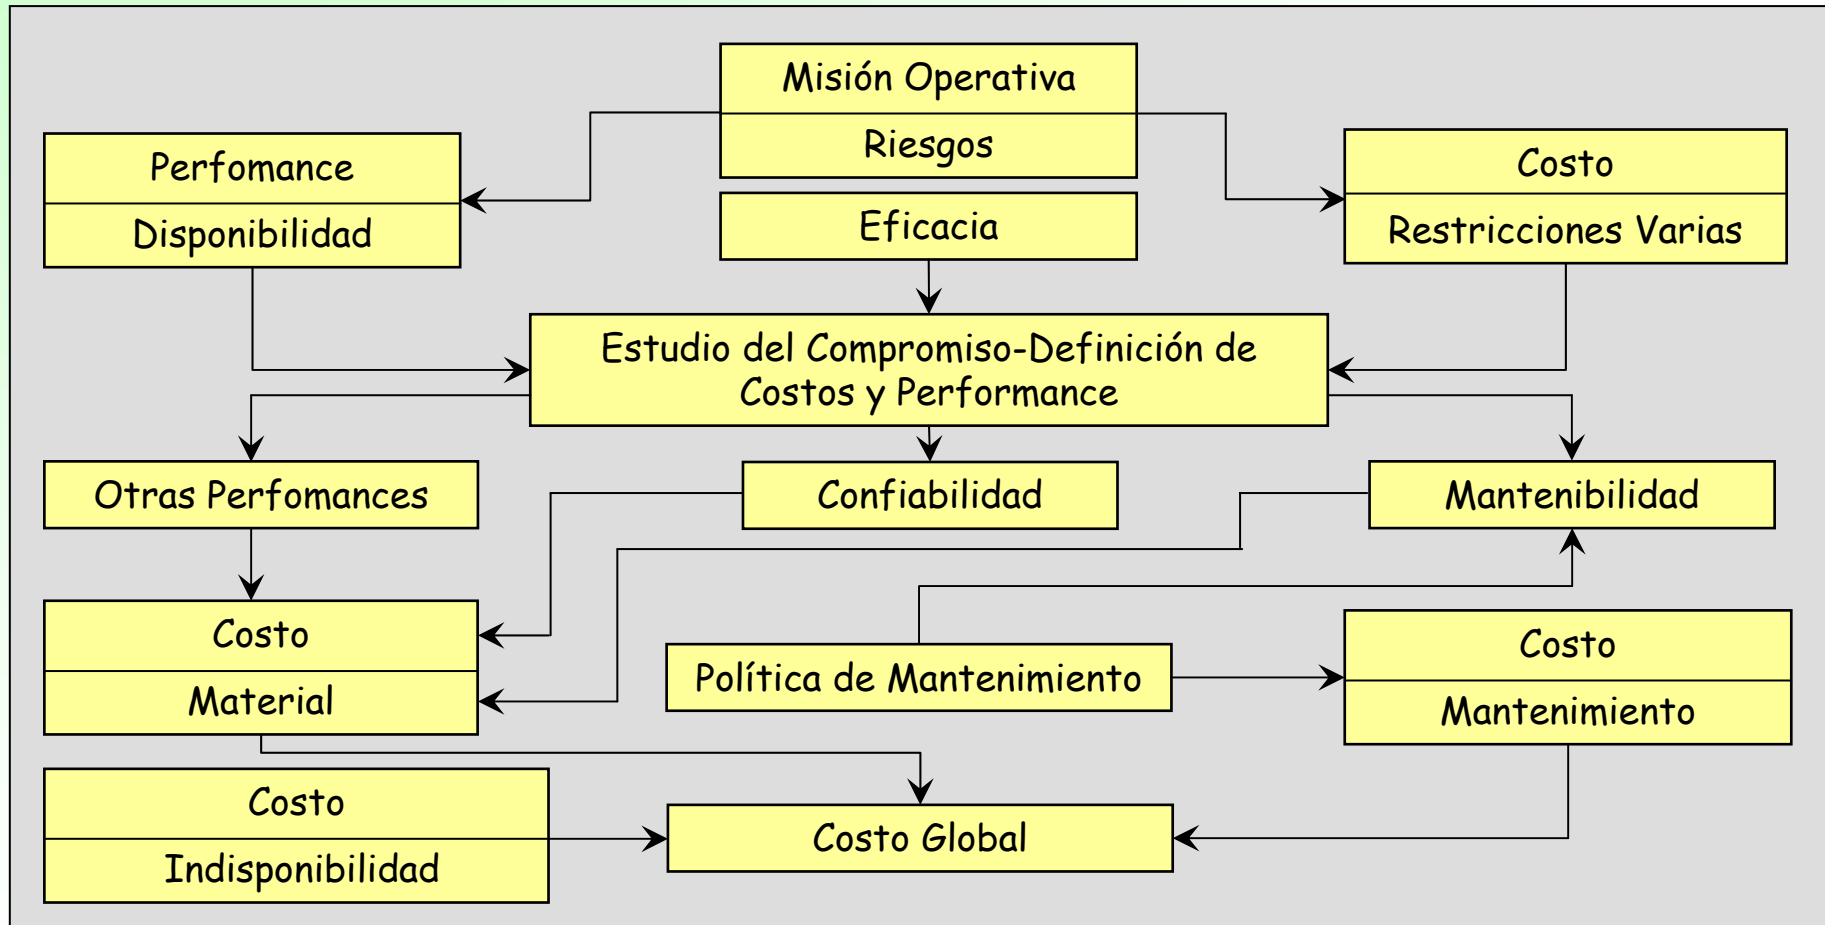 Misión Operativa
Riesgos
Perfomance
Disponibilidad
Costo
Restricciones Varias
Eficacia
Estudio del Compromiso-Definición de
Costos y Performance
Otras Perfomances
Confiabilidad
Mantenibilidad
Costo
Material
Política de Mantenimiento
Costo
Mantenimiento
Costo
Indisponibilidad
Costo Global